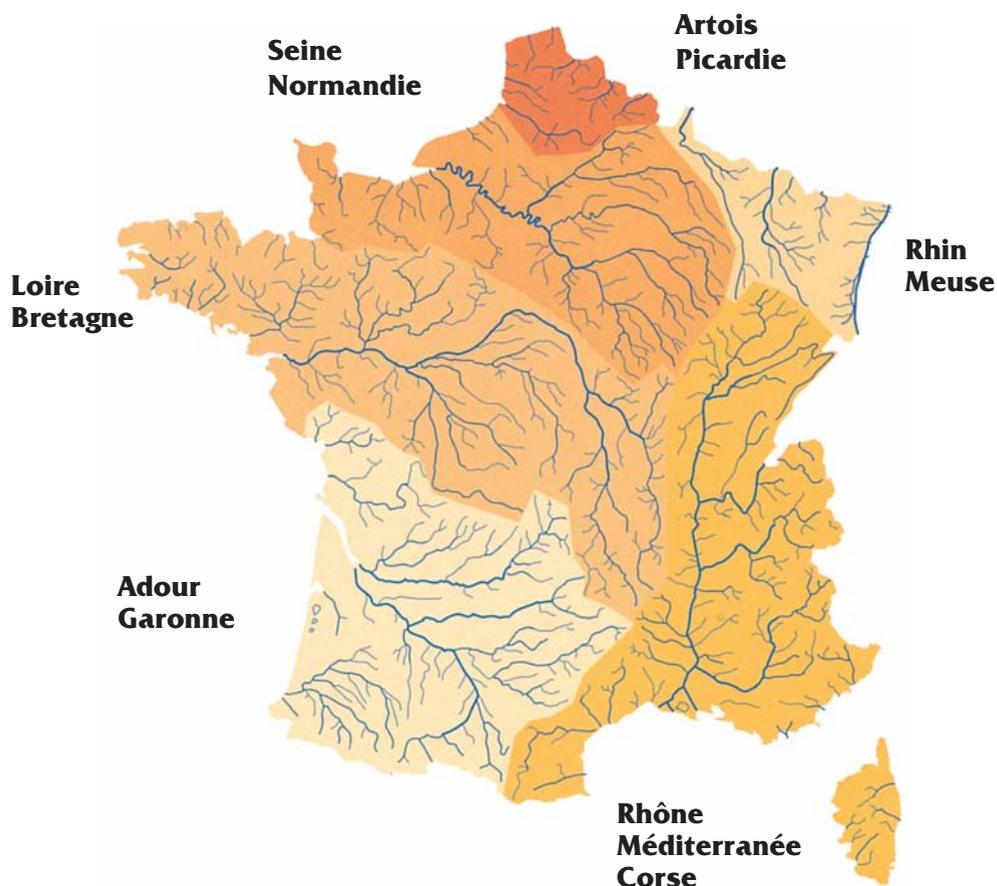 Artois
Picardie
Seine
Normandie
Rhin
Meuse
Loire
Bretagne
Adour
Garonne
Rhône
Méditerranée
Corse